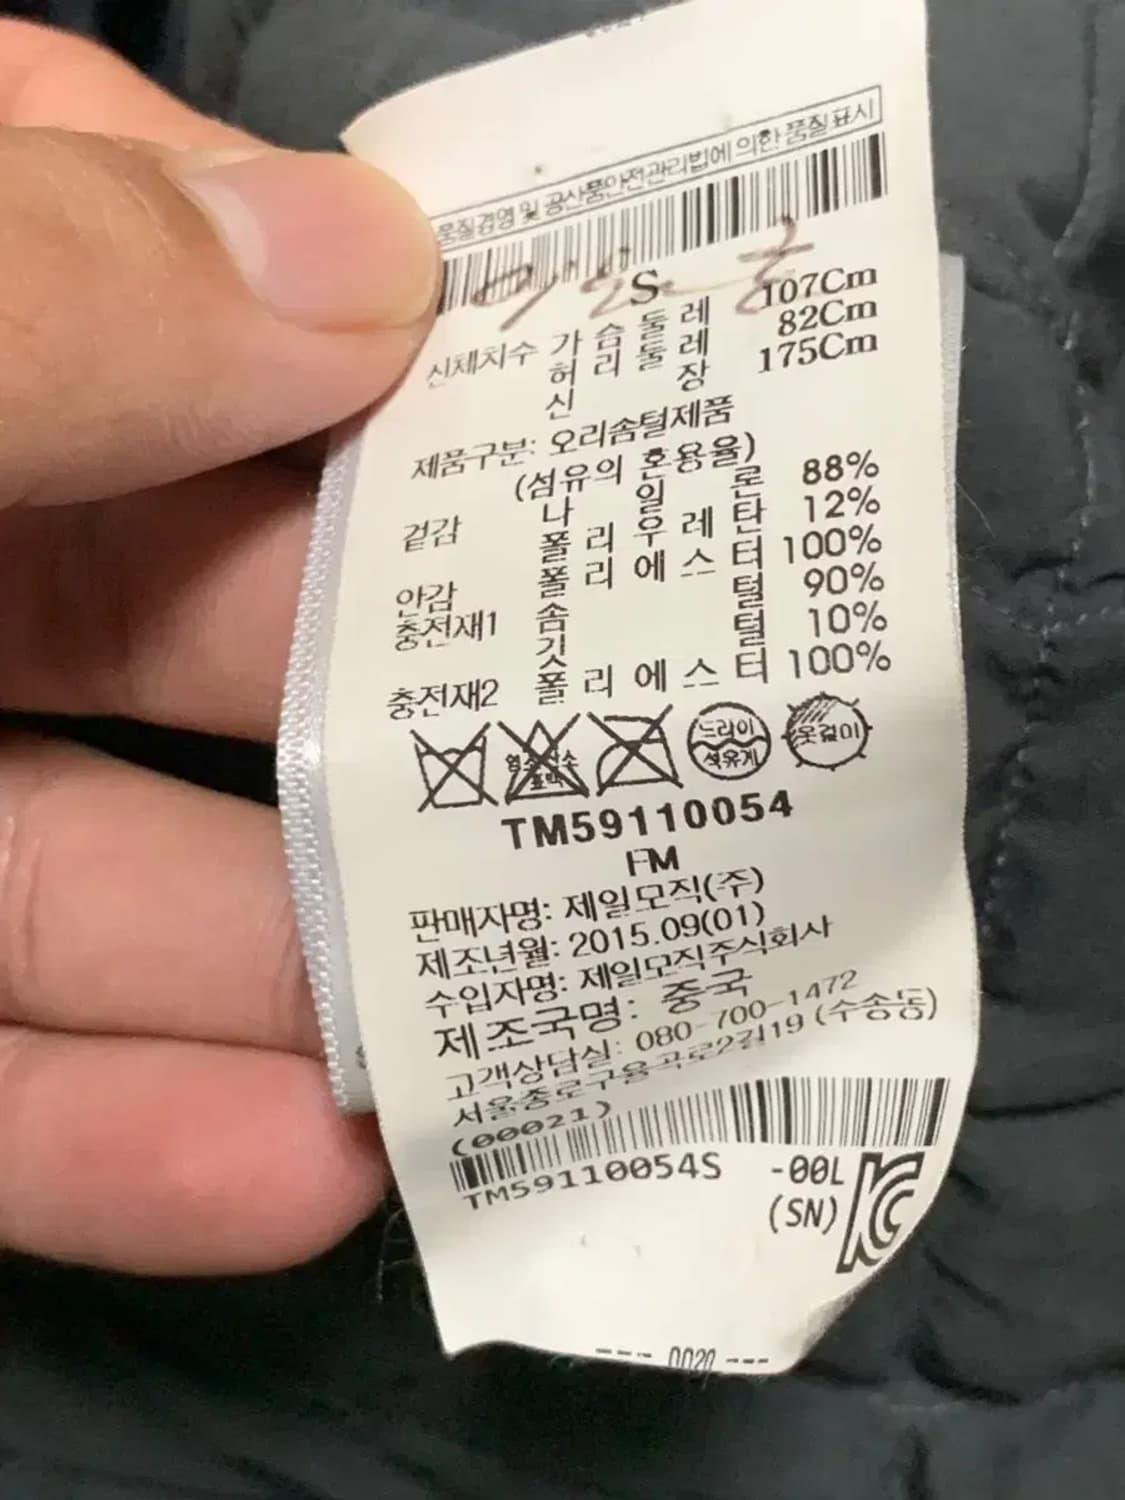 품질경영 및 공산품안전관리법에 의한 품질표시
S
신체치수 가슴둘레 107Cm
허리둘레 82Cm
신장 175Cm
제품구분: 오리솜털제품
(섬유의 혼용율)
겉감 나일론 88%
폴리우레탄 12%
안감 폴리에스터 100%
충전재1 솜털 90%
깃털 10%
충전재2 폴리에스터 100%
염소산소표백
드라이
석유계
옷걸이
TM59110054
FM
판매자명: 제일모직(주)
제조년월: 2015.09(01)
수입자명: 제일모직주식회사
제조국명: 중국
고객상담실: 080-700-1472
서울종로구율곡로2길19 (수송동)
(00021)
TM59110054S -00L
(SN)
--- 0020 ---